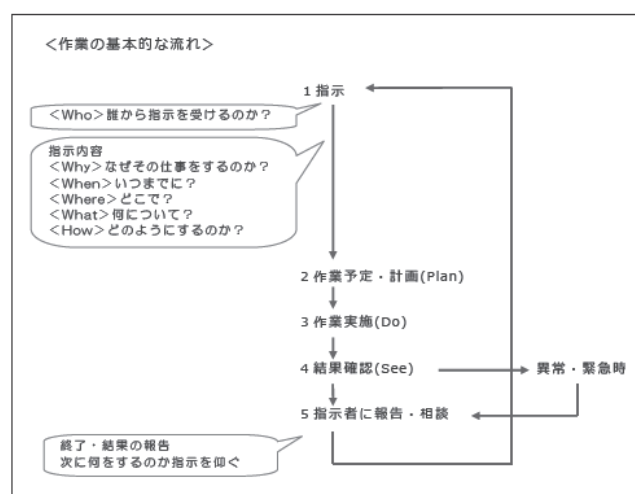 ＜作業の基本的な流れ＞
1 指示
＜Who＞誰から指示を受けるのか？
指示内容
＜Why＞なぜその仕事をするのか？
＜When＞いつまでに？
＜Where＞どこで？
＜What＞何について？
＜How＞どのようにするのか？
2 作業予定・計画(Plan)
3 作業実施(Do)
4 結果確認(See)
異常・緊急時
5 指示者に報告・相談
終了・結果の報告
次に何をするのか指示を仰ぐ